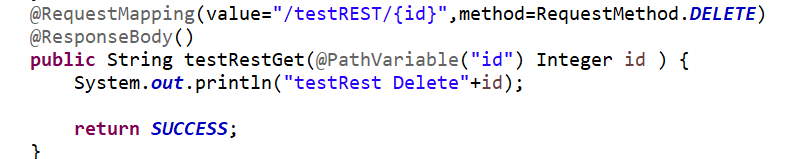 @RequestMapping(value="/testREST/{id}",method=RequestMethod.DELETE)
@ResponseBody()
public String testRestGet(@PathVariable("id") Integer id ) {
System.out.println("testRest Delete"+id);
return SUCCESS;
}